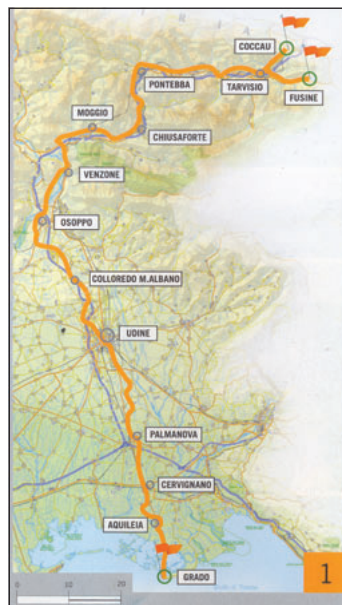 COCCAU
PONTEBBA
TARVISIO
FUSINE
MOGGIO
CHIUSAFORTE
VENZONE
OSOPPO
COLLOREDO M.ALBANO
UDINE
PALMANOVA
CERVIGNANO
AQUILEIA
GRADO
1
0 10 20